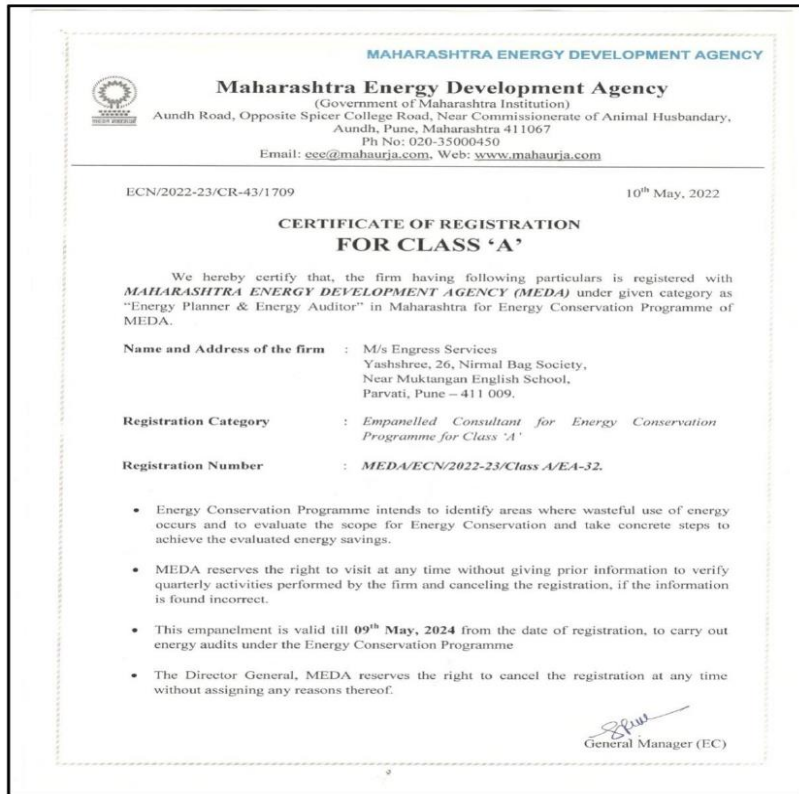 MAHARASHTRA ENERGY DEVELOPMENT AGENCY
Maharashtra Energy Development Agency
(Government of Maharashtra Institution)
Aundh Road, Opposite Spicer College Road, Near Commissionerate of Animal Husbandary,
Aundh, Pune, Maharashtra 411067
Ph No: 020-35000450
Email: eee@mahaurja.com, Web: www.mahaurja.com
ECN/2022-23/CR-43/1709 10th May, 2022
CERTIFICATE OF REGISTRATION
FOR CLASS ‘A’
We hereby certify that, the firm having following particulars is registered with
MAHARASHTRA ENERGY DEVELOPMENT AGENCY (MEDA) under given category as
“Energy Planner & Energy Auditor” in Maharashtra for Energy Conservation Programme of
MEDA.
Name and Address of the firm : M/s Engress Services
Yashshree, 26, Nirmal Bag Society,
Near Muktangan English School,
Parvati, Pune – 411 009.
Registration Category : Empanelled Consultant for Energy Conservation
Programme for Class ‘A’
Registration Number : MEDA/ECN/2022-23/Class A/EA-32.
• Energy Conservation Programme intends to identify areas where wasteful use of energy
occurs and to evaluate the scope for Energy Conservation and take concrete steps to
achieve the evaluated energy savings.
• MEDA reserves the right to visit at any time without giving prior information to verify
quarterly activities performed by the firm and canceling the registration, if the information
is found incorrect.
• This empanelment is valid till 09th May, 2024 from the date of registration, to carry out
energy audits under the Energy Conservation Programme
• The Director General, MEDA reserves the right to cancel the registration at any time
without assigning any reasons thereof.
General Manager (EC)